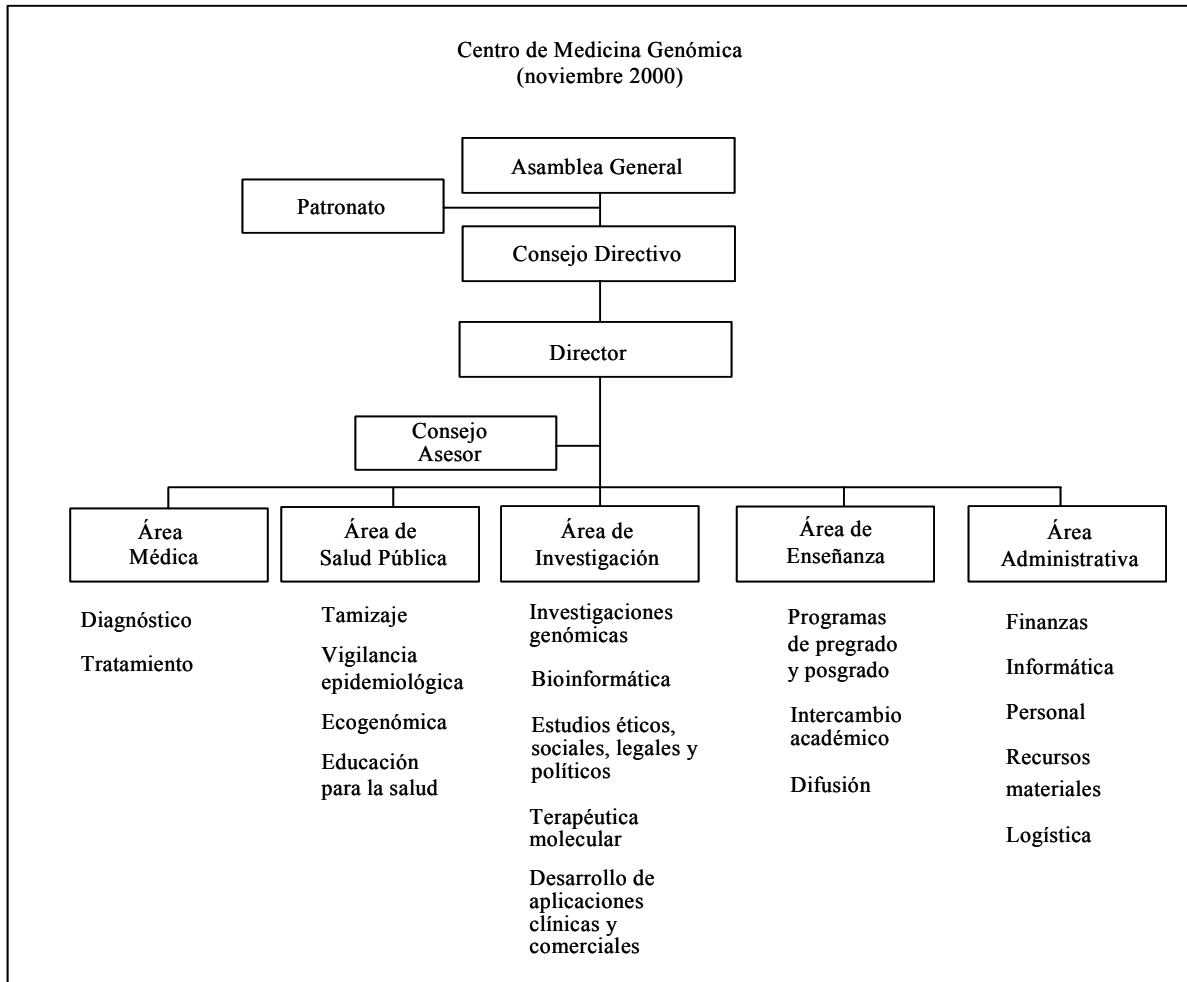 Centro de Medicina Genómica
(noviembre 2000)
Asamblea General
Patronato
Consejo Directivo
Director
Consejo
Asesor
Área
Médica
Diagnóstico
Tratamiento
Área de
Salud Pública
Tamizaje
Vigilancia
epidemiológica
Ecogenómica
Educación
para la salud
Área de
Investigación
Investigaciones
genómicas
Bioinformática
Estudios éticos,
sociales, legales y
políticos
Terapéutica
molecular
Desarrollo de
aplicaciones
clínicas y
comerciales
Área de
Enseñanza
Programas
de pregrado
y posgrado
Intercambio
académico
Difusión
Área
Administrativa
Finanzas
Informática
Personal
Recursos
materiales
Logística